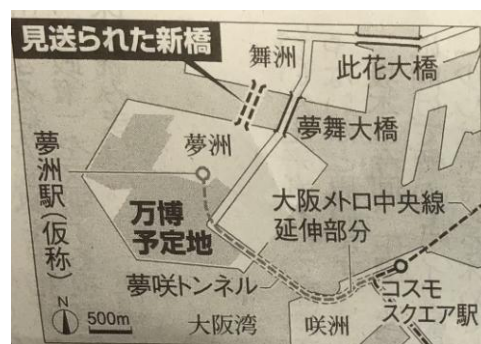 見送られた新橋
舞洲
此花大橋
夢舞大橋
夢洲
夢洲駅(仮称)
万博
予定地
大阪メトロ中央線
延伸部分
夢咲トンネル
コスモ
スクエア駅
N
500m
大阪湾
咲洲